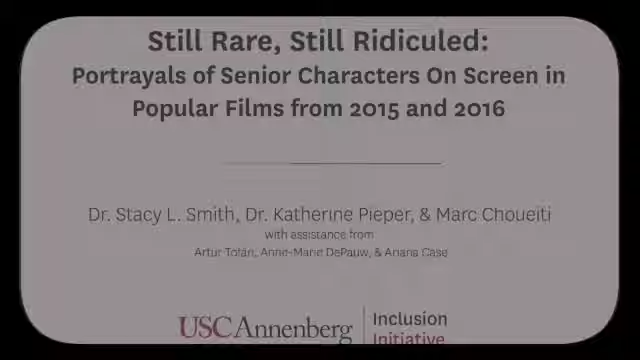 Still Rare, Still Ridiculed:
Portrayals of Senior Characters On Screen in
Popular Films from 2015 and 2016
Dr. Stacy L. Smith, Dr. Katherine Pieper, & Marc Choueiti
with assistance from
Artur Tofan, Anne-Marie DePauw, & Ariana Case
USC Annenberg
Inclusion
Initiative